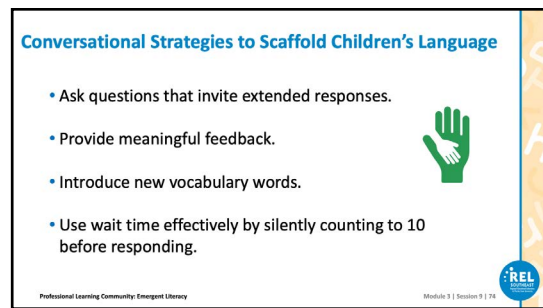 Conversational Strategies to Scaffold Children's Language
• Ask questions that invite extended responses.
• Provide meaningful feedback.
• Introduce new vocabulary words.
• Use wait time effectively by silently counting to 10
before responding.
Professional Learning Community: Emergent Literacy
Module 3 | Session 9 | 74
REL
SOUTHEAST